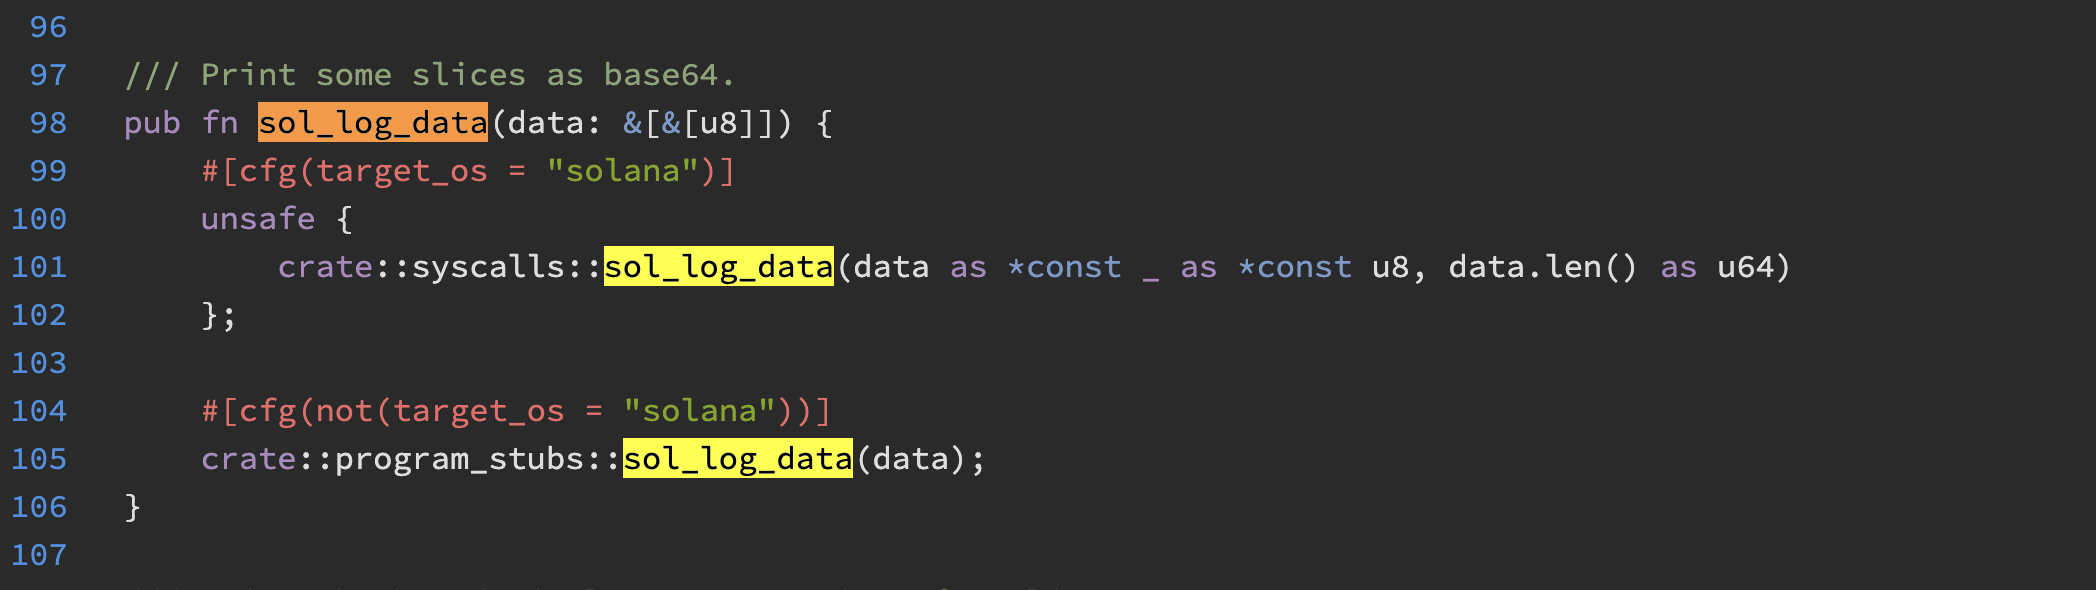 96
97 /// Print some slices as base64.
98 pub fn sol_log_data(data: &[&[u8]]) {
99     #[cfg(target_os = "solana")]
100     unsafe {
101         crate::syscalls::sol_log_data(data as *const _ as *const u8, data.len() as u64)
102     };
103
104     #[cfg(not(target_os = "solana"))]
105     crate::program_stubs::sol_log_data(data);
106 }
107